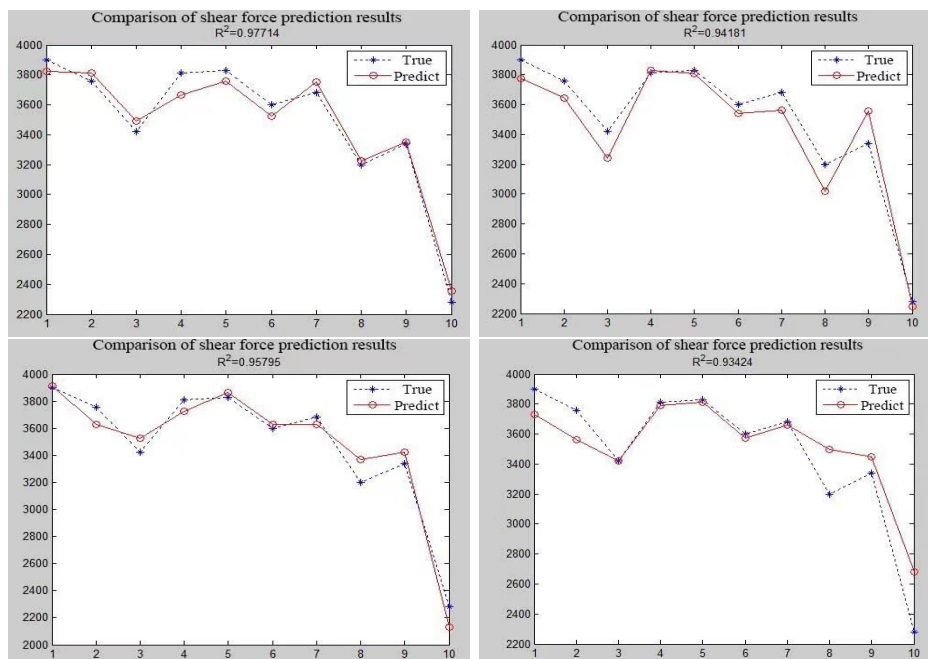 Comparison of shear force prediction results
R²=0.97714
True
Predict
4000
3800
3600
3400
3200
3000
2800
2600
2400
2200
1 2 3 4 5 6 7 8 9 10
Comparison of shear force prediction results
R²=0.94181
True
Predict
4000
3800
3600
3400
3200
3000
2800
2600
2400
2200
1 2 3 4 5 6 7 8 9 10
Comparison of shear force prediction results
R²=0.95795
True
Predict
4000
3800
3600
3400
3200
3000
2800
2600
2400
2200
2000
1 2 3 4 5 6 7 8 9 10
Comparison of shear force prediction results
R²=0.93424
True
Predict
4000
3800
3600
3400
3200
3000
2800
2600
2400
2200
1 2 3 4 5 6 7 8 9 10